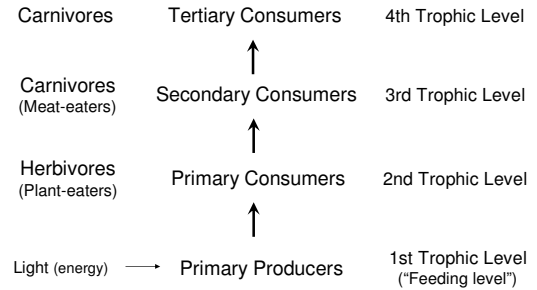 Carnivores Tertiary Consumers 4th Trophic Level
Carnivores
(Meat-eaters)
Secondary Consumers 3rd Trophic Level
Herbivores
(Plant-eaters)
Primary Consumers 2nd Trophic Level
Light (energy) Primary Producers
1st Trophic Level
(“Feeding level”)